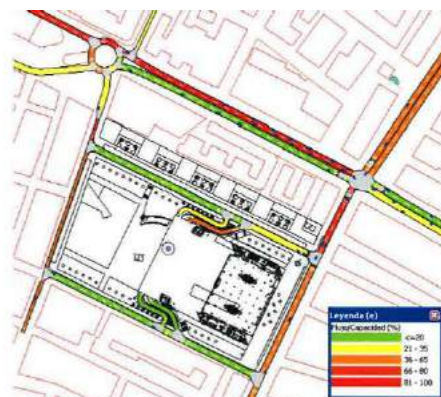 Leyenda (e)
Flujo/Capacidad (%)
<=20
21 - 35
36 - 65
66 - 80
81 - 100